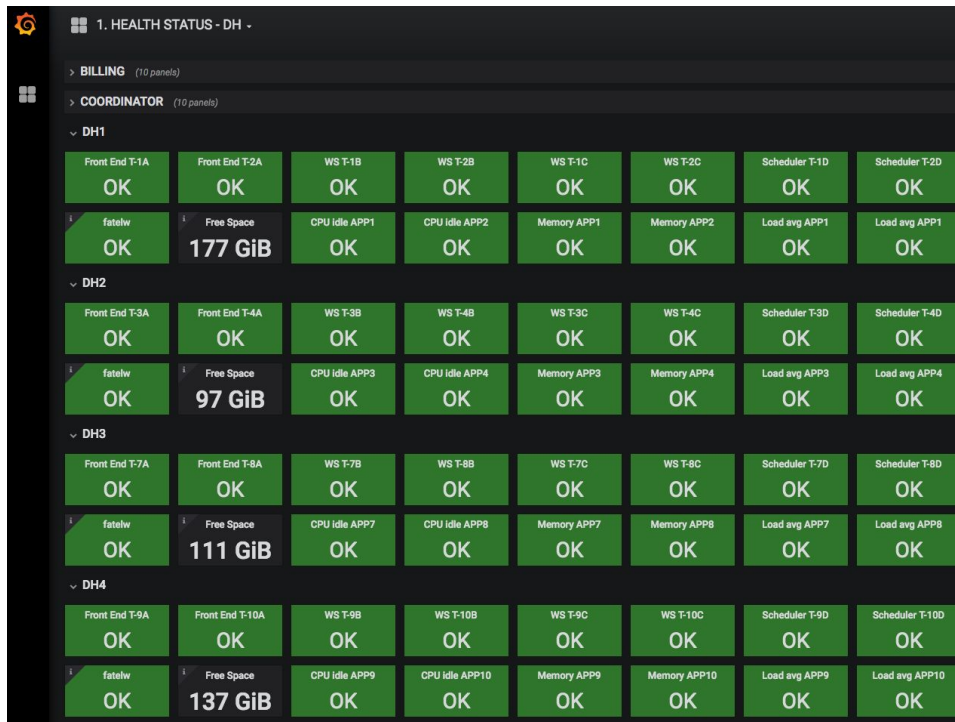 1. HEALTH STATUS - DH
BILLING (10 panels)
COORDINATOR (10 panels)
DH1
Front End T-1A Front End T-2A WS T-1B WS T-2B WS T-1C WS T-2C Scheduler T-1D Scheduler T-2D
OK OK OK OK OK OK OK OK
fatelw Free Space CPU idle APP1 CPU idle APP2 Memory APP1 Memory APP2 Load avg APP1 Load avg APP1
OK 177 GiB OK OK OK OK OK OK
DH2
Front End T-3A Front End T-4A WS T-3B WS T-4B WS T-3C WS T-4C Scheduler T-3D Scheduler T-4D
OK OK OK OK OK OK OK OK
fatelw Free Space CPU idle APP3 CPU idle APP4 Memory APP3 Memory APP4 Load avg APP3 Load avg APP4
OK 97 GiB OK OK OK OK OK OK
DH3
Front End T-7A Front End T-8A WS T-7B WS T-8B WS T-7C WS T-8C Scheduler T-7D Scheduler T-8D
OK OK OK OK OK OK OK OK
fatelw Free Space CPU idle APP7 CPU idle APP8 Memory APP7 Memory APP8 Load avg APP7 Load avg APP8
OK 111 GiB OK OK OK OK OK OK
DH4
Front End T-9A Front End T-10A WS T-9B WS T-10B WS T-9C WS T-10C Scheduler T-9D Scheduler T-10D
OK OK OK OK OK OK OK OK
fatelw Free Space CPU idle APP9 CPU idle APP10 Memory APP9 Memory APP10 Load avg APP9 Load avg APP10
OK 137 GiB OK OK OK OK OK OK